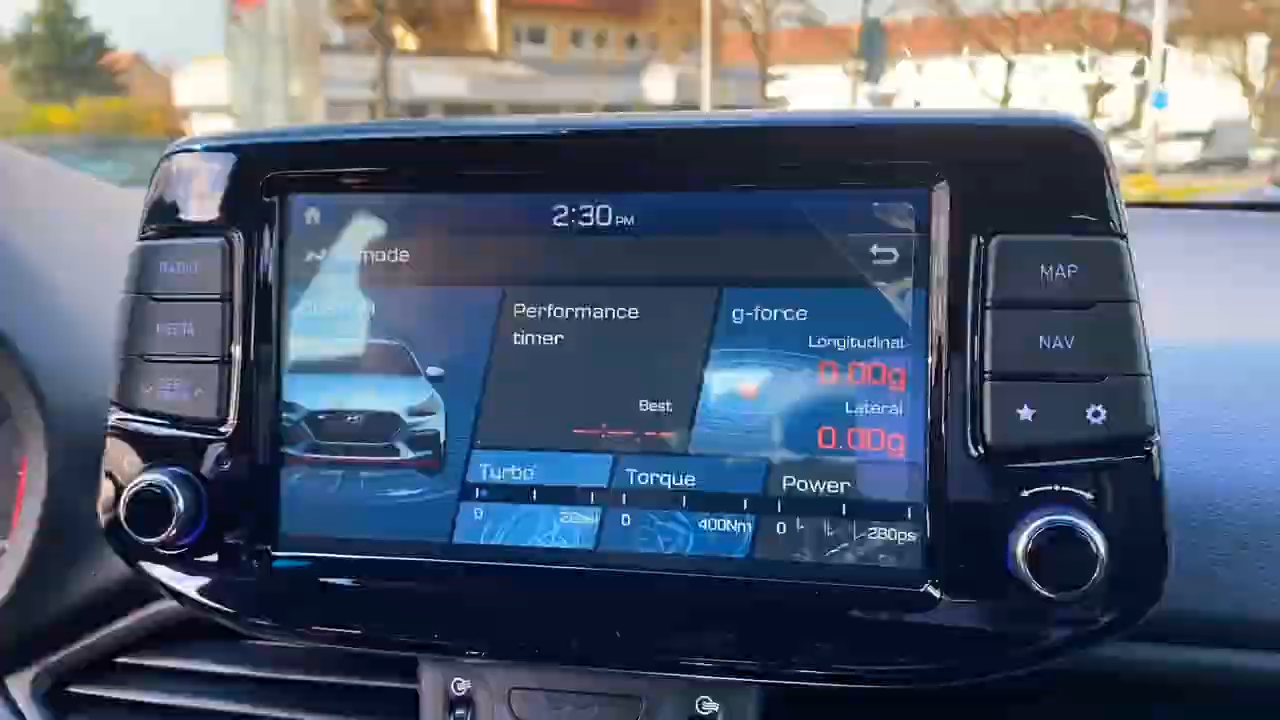 2:30 PM
N mode
RADIO
MEDIA
MAP
NAV
Performance
timer
Best
g-force
Longitudinal
0.00g
Lateral
0.00g
Turbo
0
Torque
0 400Nm
Power
0 280ps